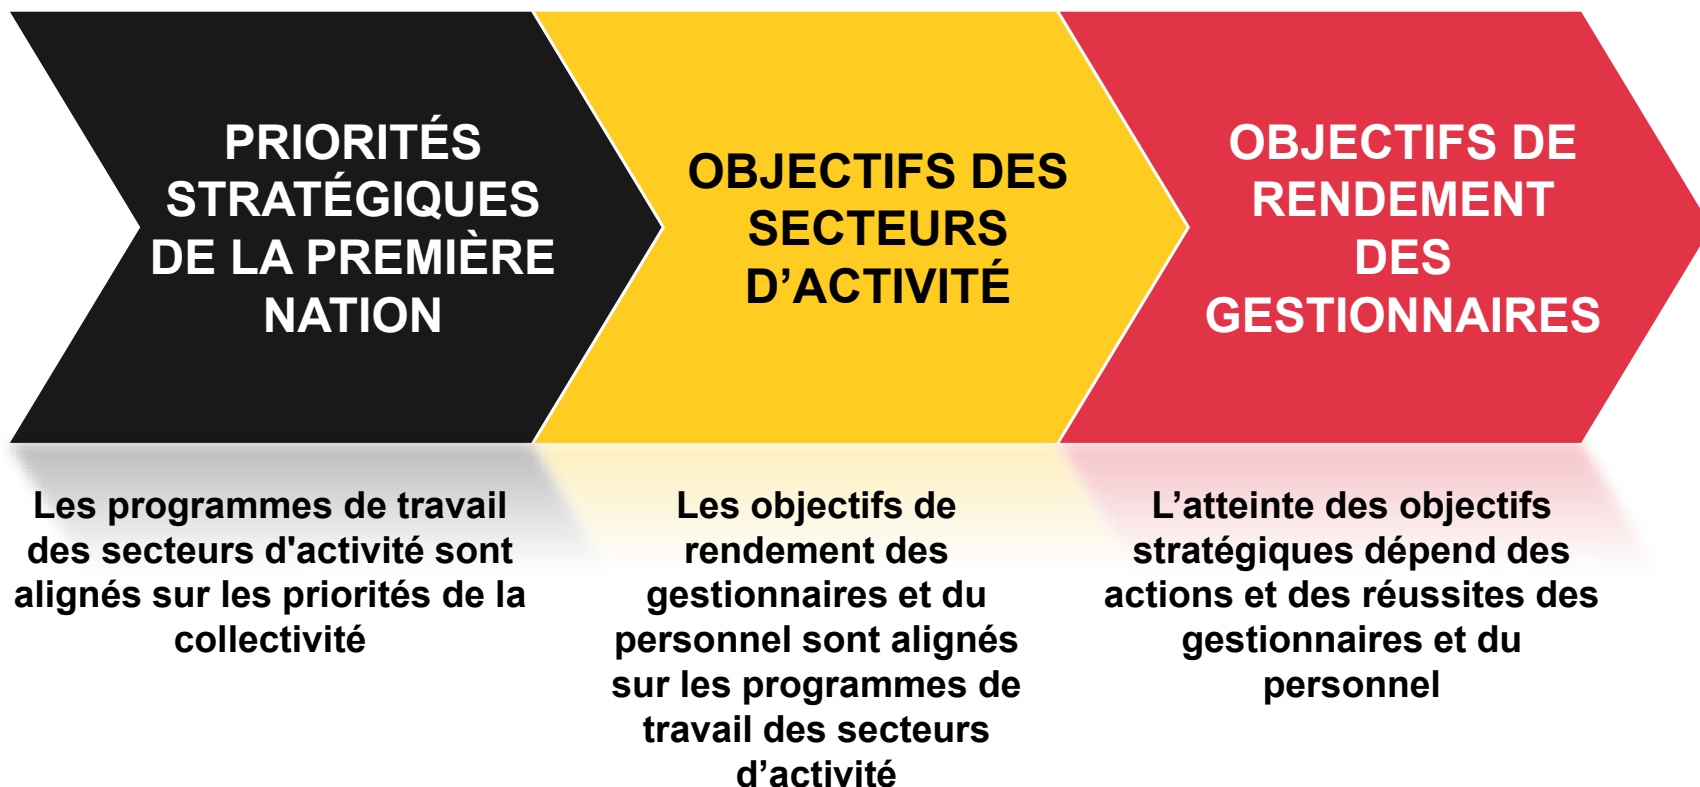 PRIORITÉS
STRATÉGIQUES
DE LA PREMIÈRE
NATION
OBJECTIFS DES
SECTEURS
D’ACTIVITÉ
OBJECTIFS DE
RENDEMENT
DES
GESTIONNAIRES
Les programmes de travail
des secteurs d'activité sont
alignés sur les priorités de la
collectivité
Les objectifs de
rendement des
gestionnaires et du
personnel sont alignés
sur les programmes de
travail des secteurs
d’activité
L’atteinte des objectifs
stratégiques dépend des
actions et des réussites des
gestionnaires et du
personnel